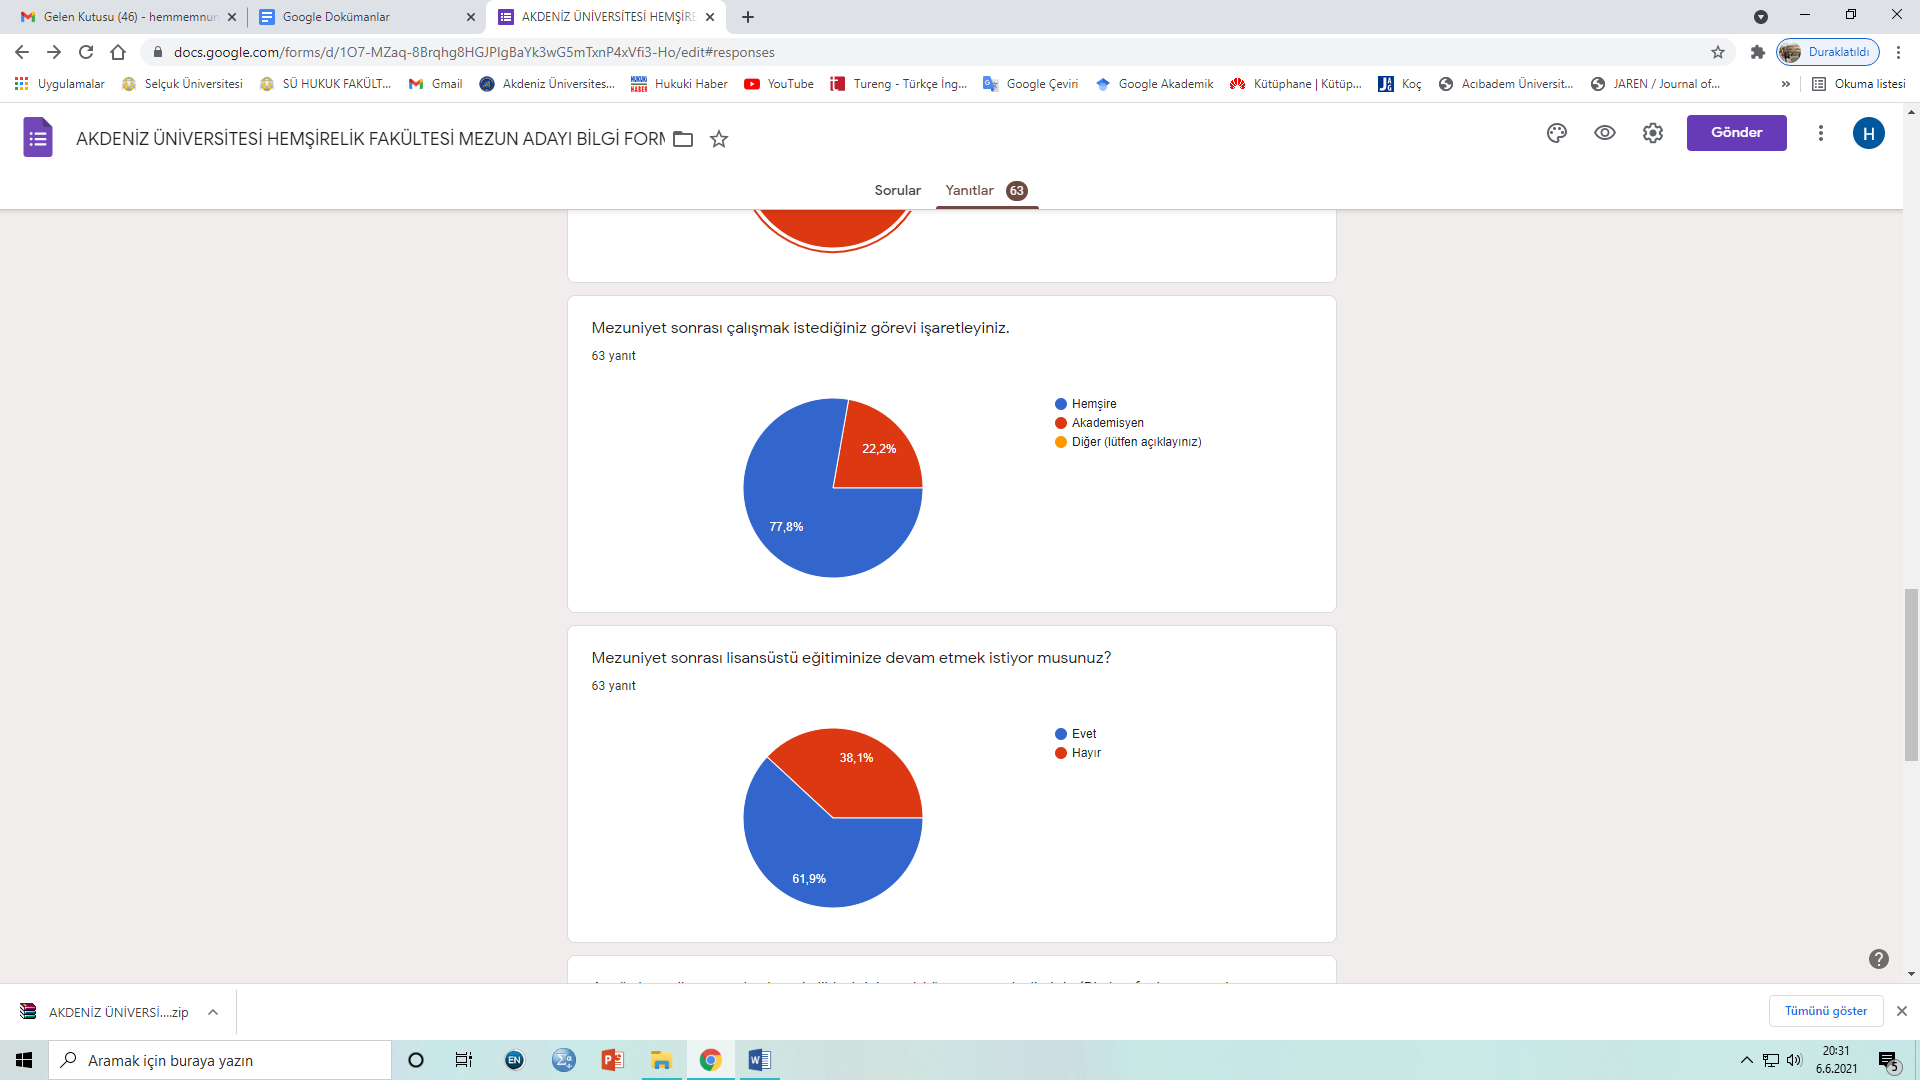 Gelen Kutusu (46) - hemmemnun
Google Dokümanlar
AKDENİZ ÜNİVERSİTESİ HEMŞİRE
docs.google.com/forms/d/1O7-MZaq-8Brqhg8HGJPIgBaYk3wG5mTxnP4xVfi3-Ho/edit#responses
Duraklatıldı
Uygulamalar
Selçuk Üniversitesi
SÜ HUKUK FAKÜLT...
Gmail
Akdeniz Üniversites...
HUKUKİ HABER
Hukuki Haber
YouTube
Tureng - Türkçe İng...
Google Çeviri
Google Akademik
Kütüphane | Kütüp...
Koç
Acıbadem Üniversit...
JAREN / Journal of...
»
Okuma listesi
AKDENİZ ÜNİVERSİTESİ HEMŞİRELİK FAKÜLTESİ MEZUN ADAYI BİLGİ FORM
Gönder
H
Sorular
Yanıtlar 63
Mezuniyet sonrası çalışmak istediğiniz görevi işaretleyiniz.
63 yanıt
Hemşire
Akademisyen
Diğer (lütfen açıklayınız)
22,2%
77,8%
Mezuniyet sonrası lisansüstü eğitiminize devam etmek istiyor musunuz?
63 yanıt
Evet
Hayır
38,1%
61,9%
AKDENİZ ÜNİVERSİ....zip
Tümünü göster
Aramak için buraya yazın
EN
20:31
6.6.2021
5